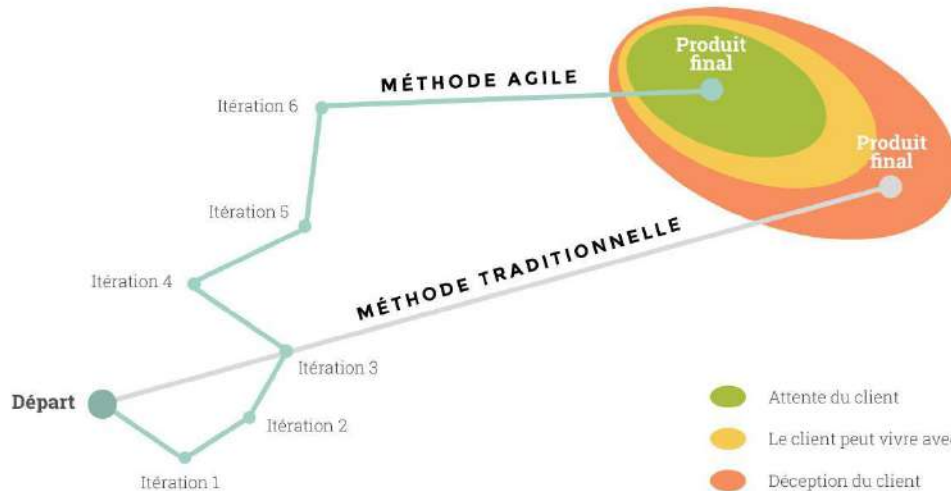 Produit
final
MÉTHODE AGILE
Itération 6
Produit
final
Itération 5
MÉTHODE TRADITIONNELLE
Itération 4
Itération 3
Départ
Attente du client
Itération 2
Le client peut vivre avec
Itération 1
Déception du client